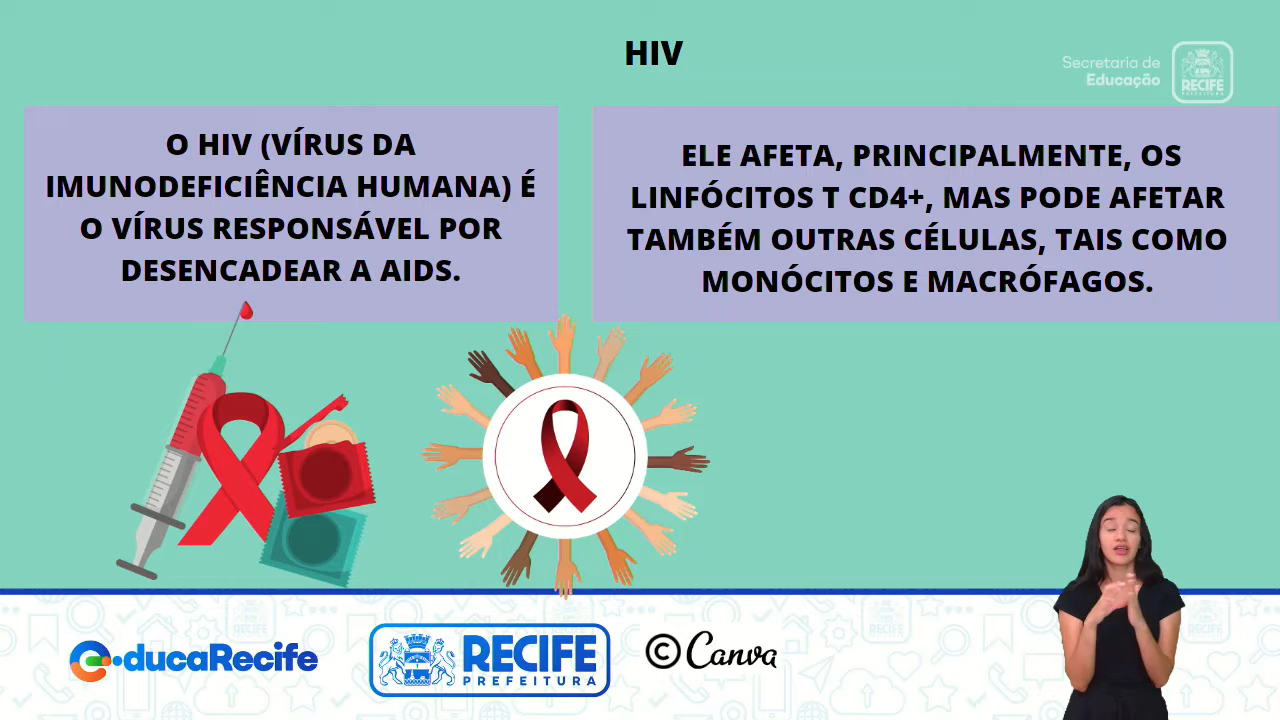 HIV
Secretaria de
Educação
RECIFE
PREFEITURA
O HIV (VÍRUS DA
IMUNODEFICIÊNCIA HUMANA) É
O VÍRUS RESPONSÁVEL POR
DESENCADEAR A AIDS.
ELE AFETA, PRINCIPALMENTE, OS
LINFÓCITOS T CD4+, MAS PODE AFETAR
TAMBÉM OUTRAS CÉLULAS, TAIS COMO
MONÓCITOS E MACRÓFAGOS.
educaRecife
RECIFE
PREFEITURA
© Canva